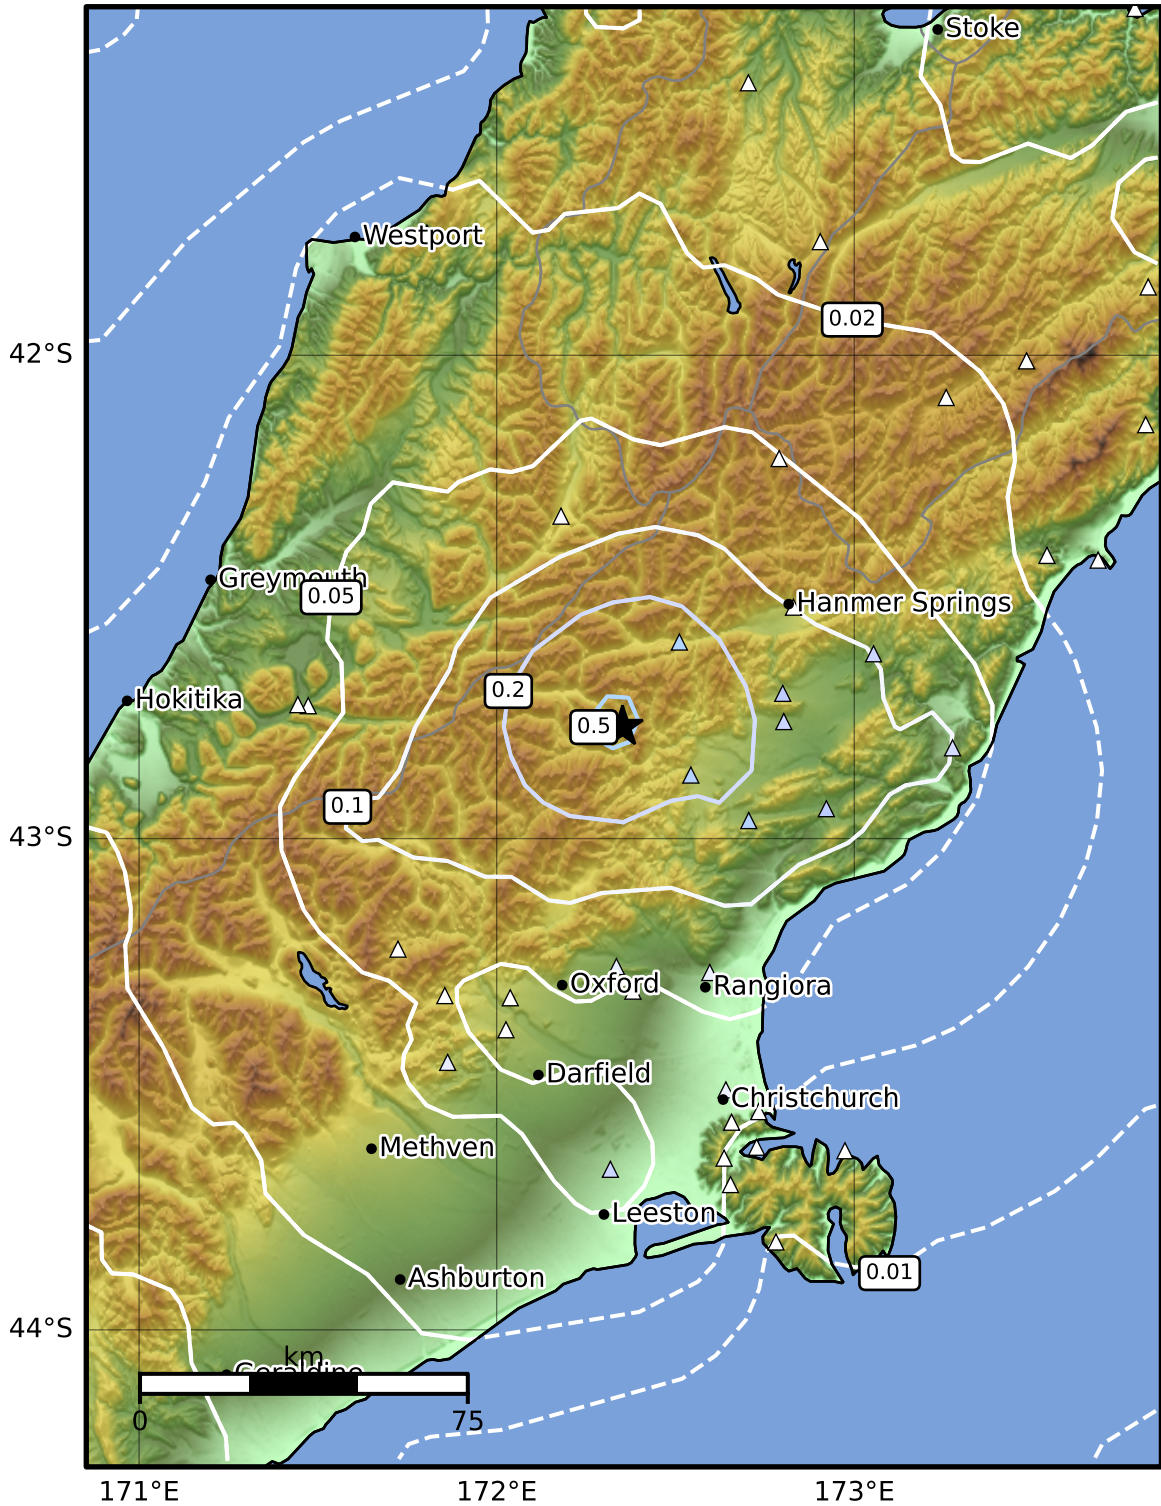 Stoke
Westport
0.02
42°S
Greymouth
0.05
Hanmer Springs
0.2
Hokitika
0.5
0.1
43°S
Oxford
Rangiora
Darfield
Christchurch
Methven
Leeston
0.01
Ashburton
44°S
km
Geraldine
0
75
171°E
172°E
173°E